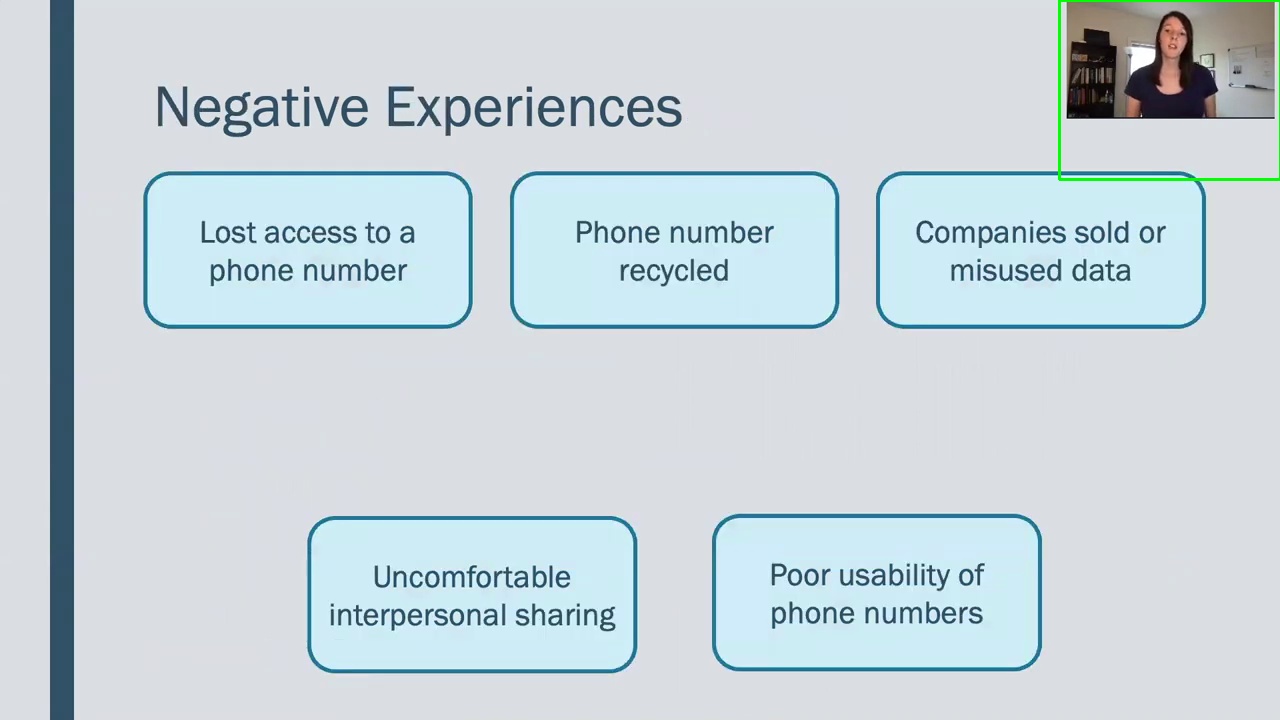 Negative Experiences
Lost access to a
phone number
Phone number
recycled
Companies sold or
misused data
Uncomfortable
interpersonal sharing
Poor usability of
phone numbers